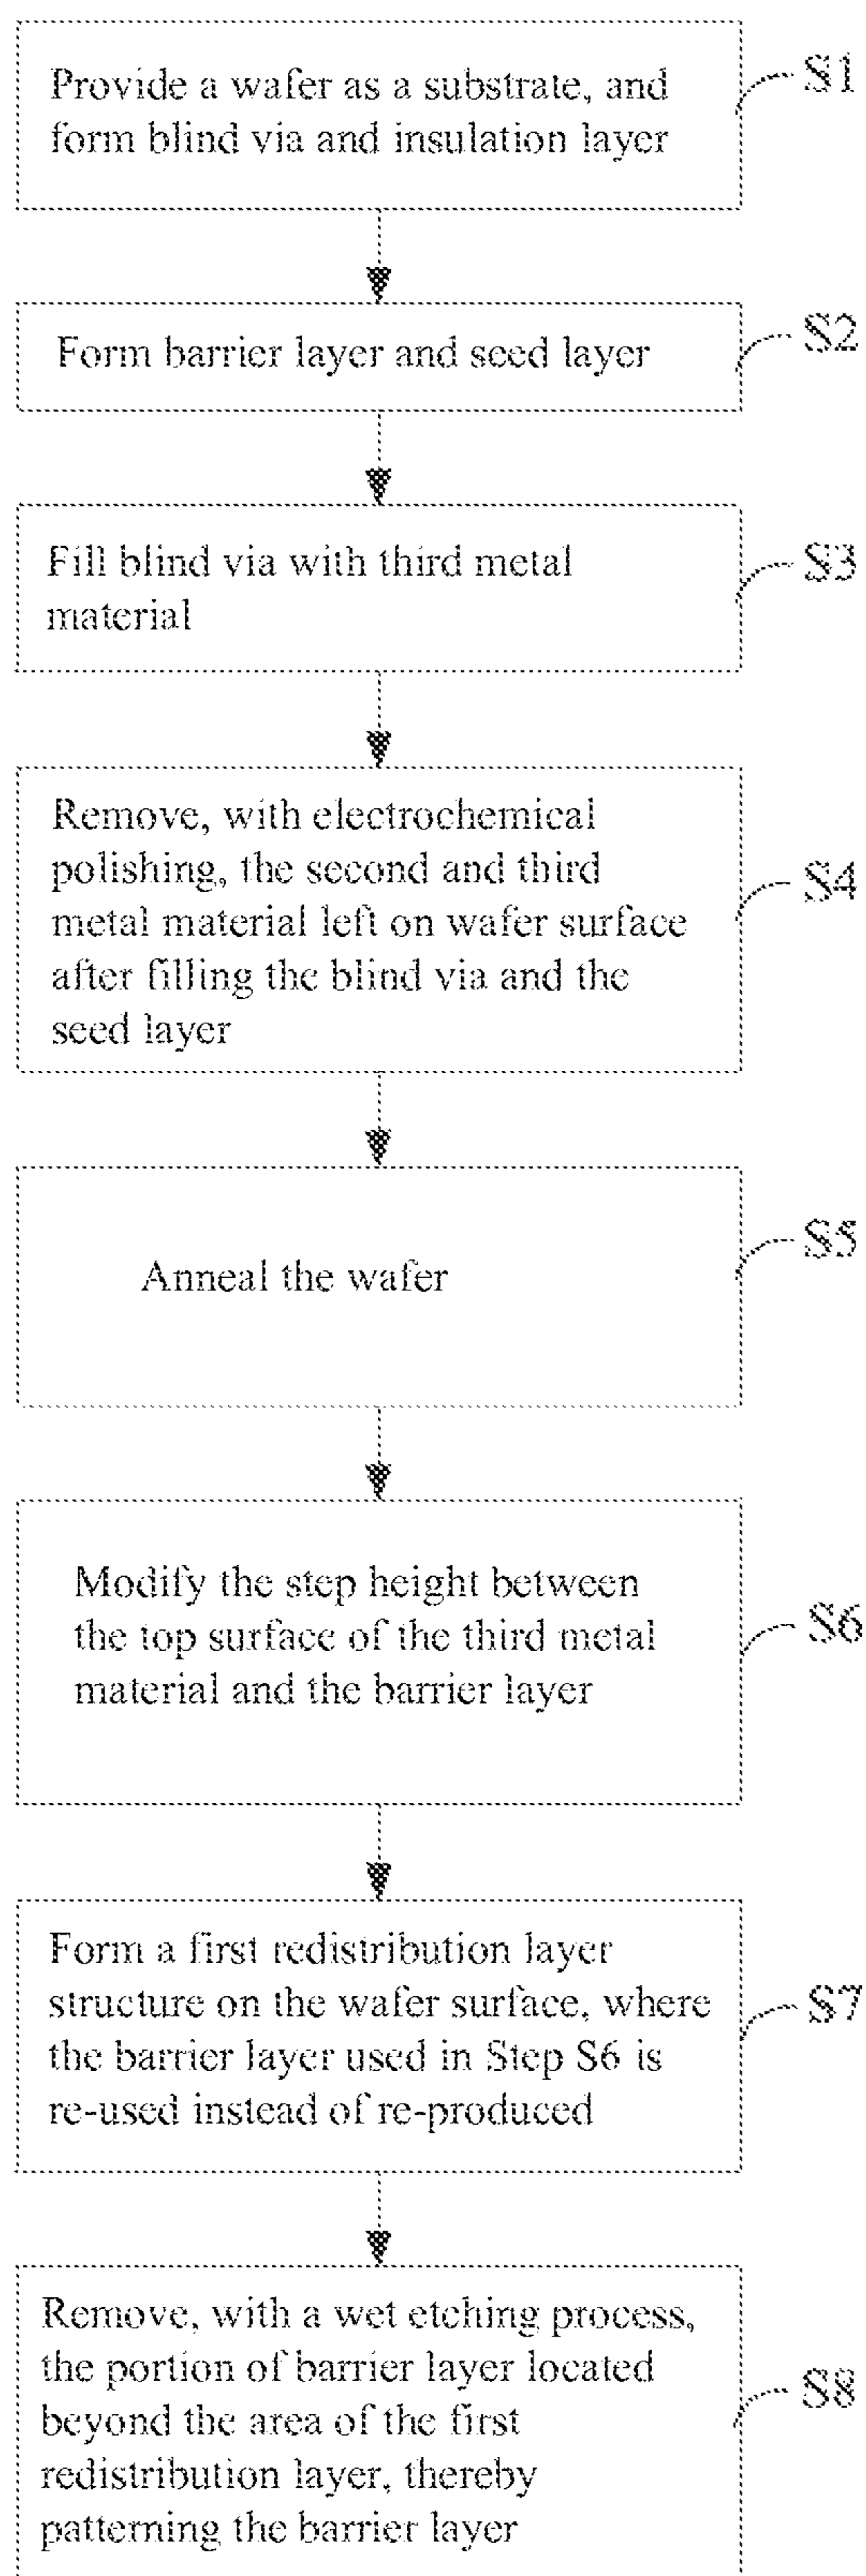 Provide a wafer as a substrate, and
form blind via and insulation layer
S1
Form barrier layer and seed layer
S2
Fill blind via with third metal
material
S3
Remove, with electrochemical
polishing, the second and third
metal material left on wafer surface
after filling the blind via and the
seed layer
S4
Anneal the wafer
S5
Modify the step height between
the top surface of the third metal
material and the barrier layer
S6
Form a first redistribution layer
structure on the wafer surface, where
the barrier layer used in Step S6 is
re-used instead of re-produced
S7
Remove, with a wet etching process,
the portion of barrier layer located
beyond the area of the first
redistribution layer, thereby
patterning the barrier layer
S8